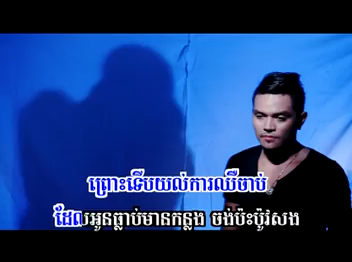 ព្រោះទើបយល់ការឈឺចាប់
ដែលអូនធ្លាប់មានកន្លង ចង់ប៉ះប៉ូវសង